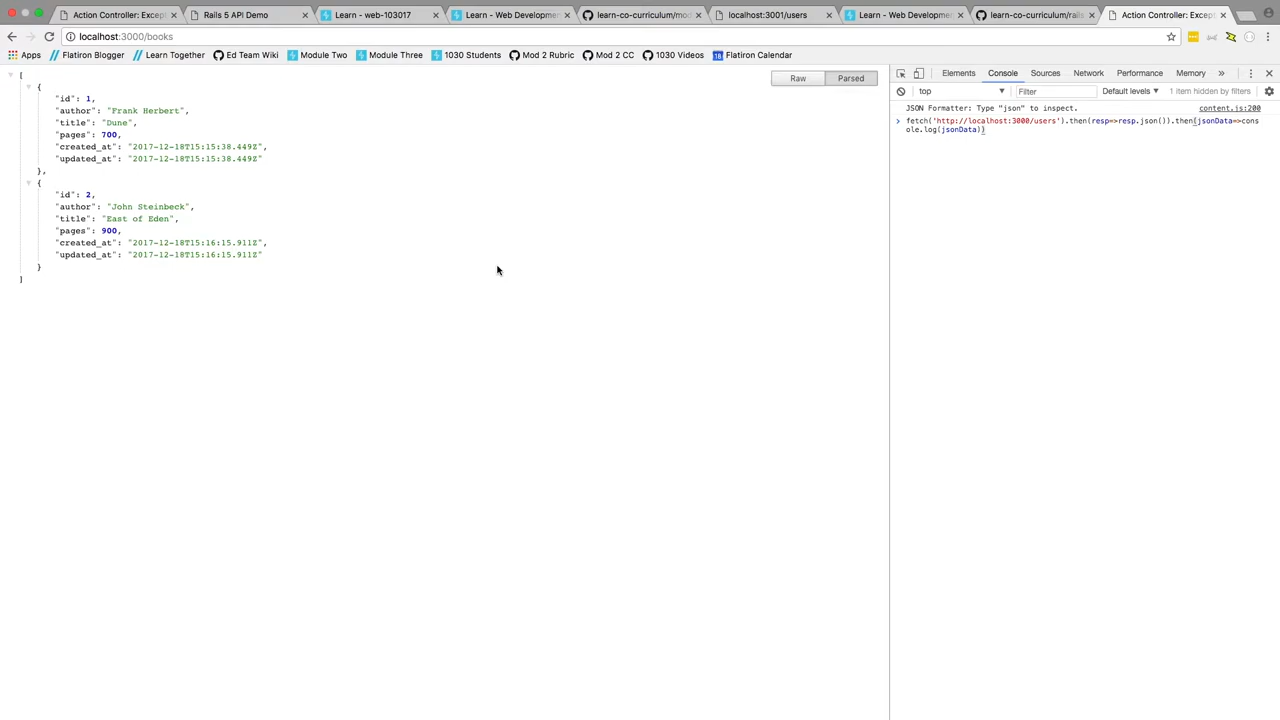 Action Controller: Excep
Rails 5 API Demo
Learn - web-103017
Learn - Web Developmen
learn-co-curriculum/mod
localhost:3001/users
Learn - Web Developmen
learn-co-curriculum/rails
Action Controller: Excep
localhost:3000/books
Apps
Flatiron Blogger
Learn Together
Ed Team Wiki
Module Two
Module Three
1030 Students
Mod 2 Rubric
Mod 2 CC
1030 Videos
Flatiron Calendar
Raw
Parsed
[
{
"id": 1,
"author": "Frank Herbert",
"title": "Dune",
"pages": 700,
"created_at": "2017-12-18T15:15:38.449Z",
"updated_at": "2017-12-18T15:15:38.449Z"
},
{
"id": 2,
"author": "John Steinbeck",
"title": "East of Eden",
"pages": 900,
"created_at": "2017-12-18T15:16:15.911Z",
"updated_at": "2017-12-18T15:16:15.911Z"
}
]
Elements
Console
Sources
Network
Performance
Memory
»
top
Filter
Default levels
1 item hidden by filters
JSON Formatter: Type "json" to inspect.
content.js:200
fetch('http://localhost:3000/users').then(resp=>resp.json()).then(jsonData=>con
sole.log(jsonData))